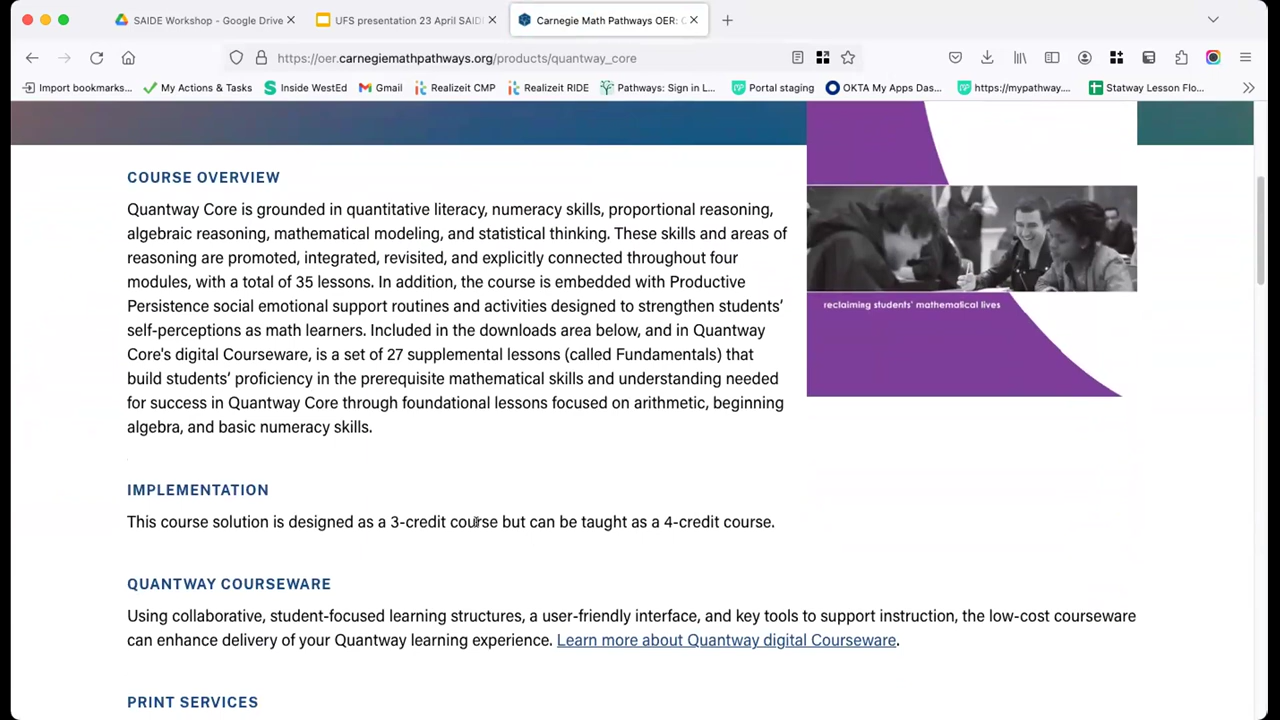 SAIDE Workshop - Google Drive
UFS presentation 23 April SAID
Carnegie Math Pathways OER: C
https://oer.carnegiemathpathways.org/products/quantway_core
Import bookmarks...
My Actions & Tasks
Inside WestEd
Gmail
Realizeit CMP
Realizeit RIDE
Pathways: Sign in L...
Portal staging
OKTA My Apps Das...
https://mypathway....
Statway Lesson Flo...
COURSE OVERVIEW
Quantway Core is grounded in quantitative literacy, numeracy skills, proportional reasoning,
algebraic reasoning, mathematical modeling, and statistical thinking. These skills and areas of
reasoning are promoted, integrated, revisited, and explicitly connected throughout four
modules, with a total of 35 lessons. In addition, the course is embedded with Productive
Persistence social emotional support routines and activities designed to strengthen students'
self-perceptions as math learners. Included in the downloads area below, and in Quantway
Core's digital Courseware, is a set of 27 supplemental lessons (called Fundamentals) that
build students' proficiency in the prerequisite mathematical skills and understanding needed
for success in Quantway Core through foundational lessons focused on arithmetic, beginning
algebra, and basic numeracy skills.
reclaiming students' mathematical lives
IMPLEMENTATION
This course solution is designed as a 3-credit course but can be taught as a 4-credit course.
QUANTWAY COURSEWARE
Using collaborative, student-focused learning structures, a user-friendly interface, and key tools to support instruction, the low-cost courseware
can enhance delivery of your Quantway learning experience. Learn more about Quantway digital Courseware.
PRINT SERVICES